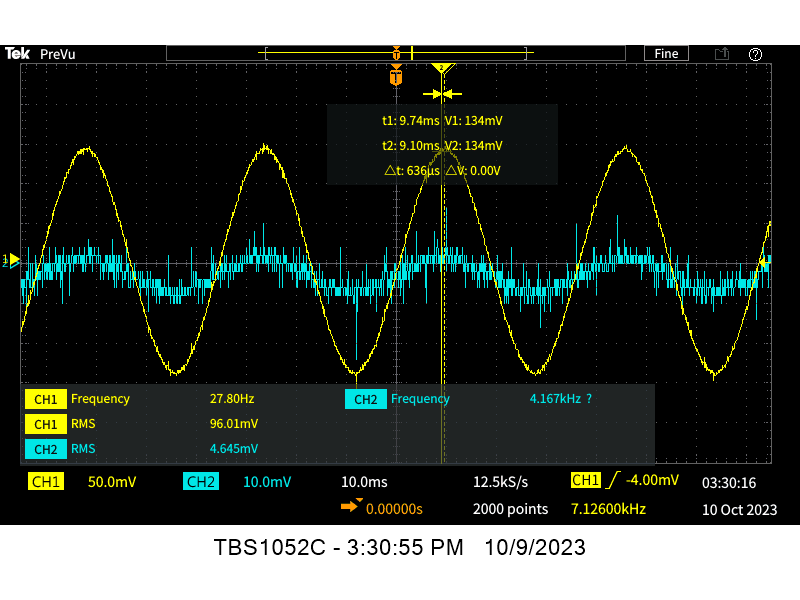 Tek PreVu Fine
T
T 2
t1: 9.74ms V1: 134mV
t2: 9.10ms V2: 134mV
△t: 636µs △V: 0.00V
1
2
CH1 Frequency 27.80Hz CH2 Frequency 4.167kHz ?
CH1 RMS 96.01mV
CH2 RMS 4.645mV
CH1 50.0mV CH2 10.0mV 10.0ms 12.5kS/s CH1 -4.00mV 03:30:16
0.00000s 2000 points 7.12600kHz 10 Oct 2023
TBS1052C - 3:30:55 PM 10/9/2023